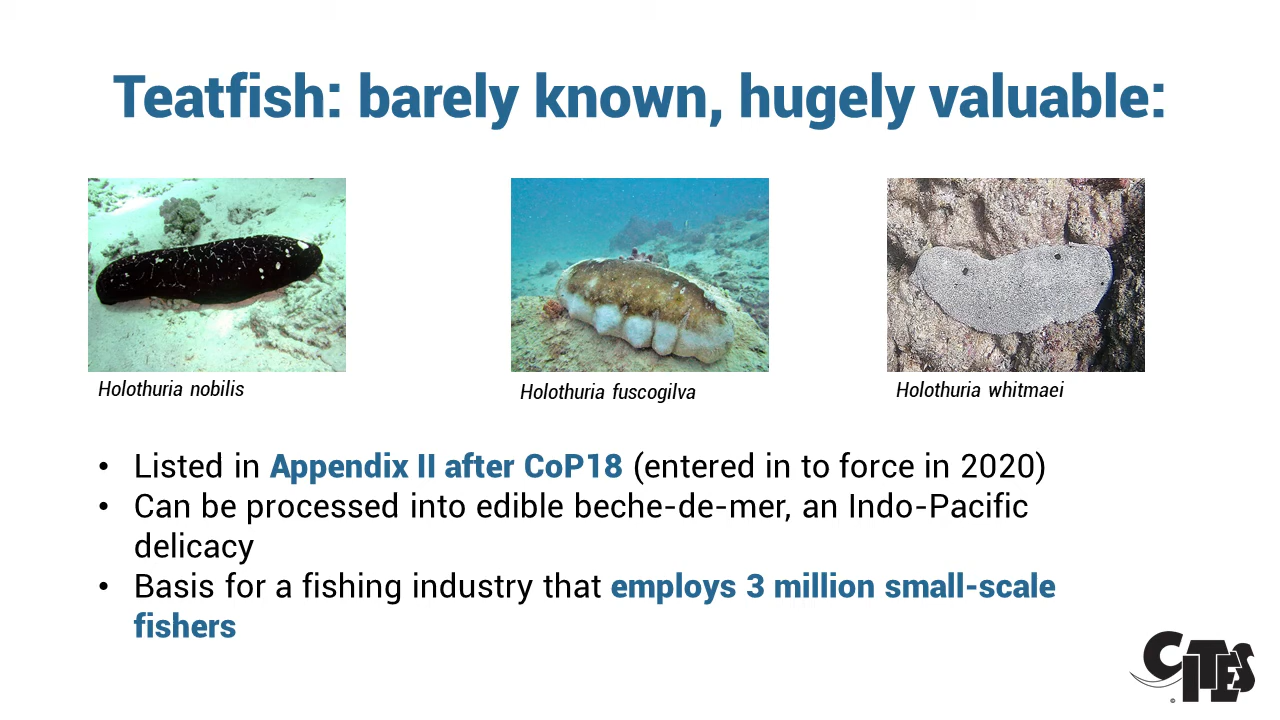 Teatfish: barely known, hugely valuable:
Holothuria nobilis
Holothuria fuscogilva
Holothuria whitmaei
• Listed in Appendix II after CoP18 (entered in to force in 2020)
• Can be processed into edible beche-de-mer, an Indo-Pacific
delicacy
• Basis for a fishing industry that employs 3 million small-scale
fishers
CITES
©